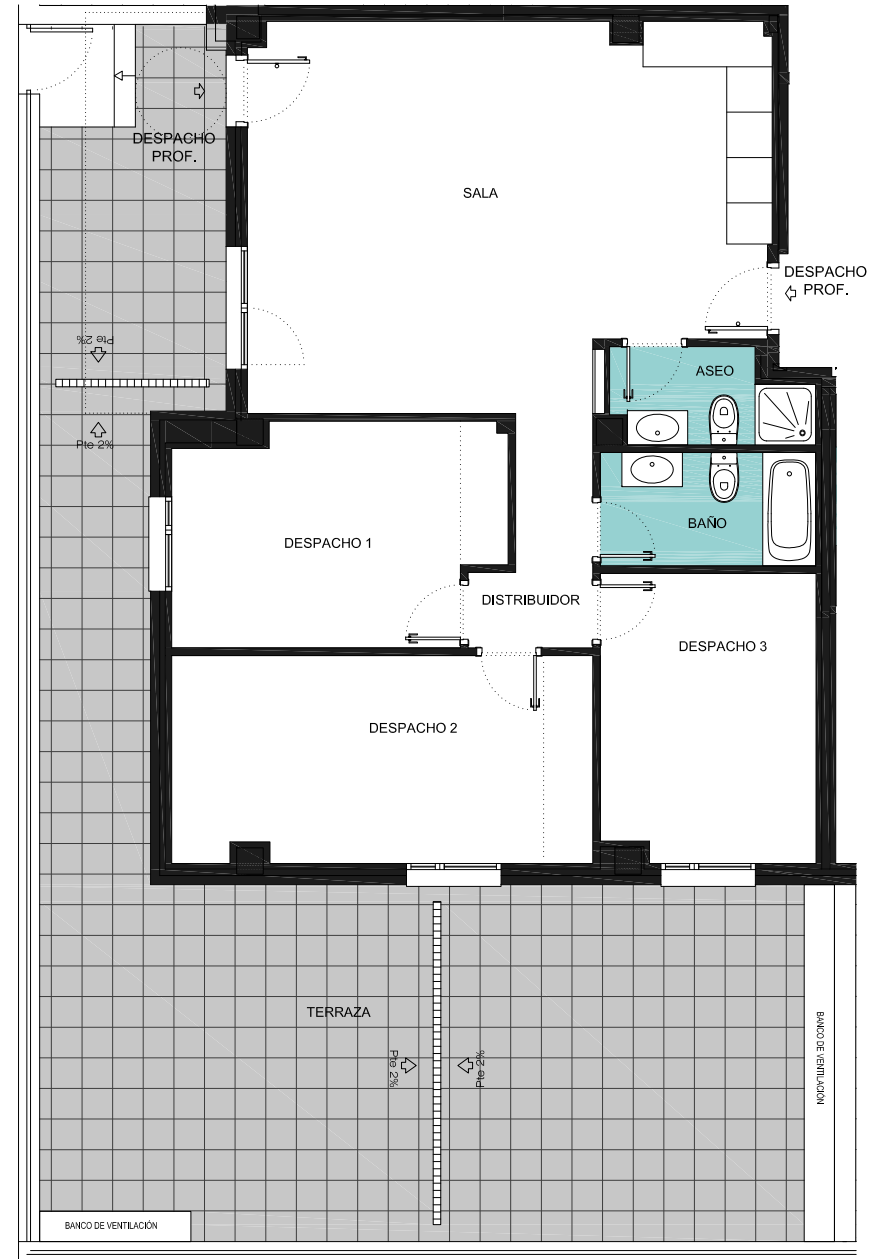 DESPACHO
PROF.
SALA
DESPACHO
PROF.
Pte 2%
Pte 2%
ASEO
BAÑO
DESPACHO 1
DISTRIBUIDOR
DESPACHO 3
DESPACHO 2
TERRAZA
Pte 2%
Pte 2%
BANCO DE VENTILACIÓN
BANCO DE VENTILACIÓN